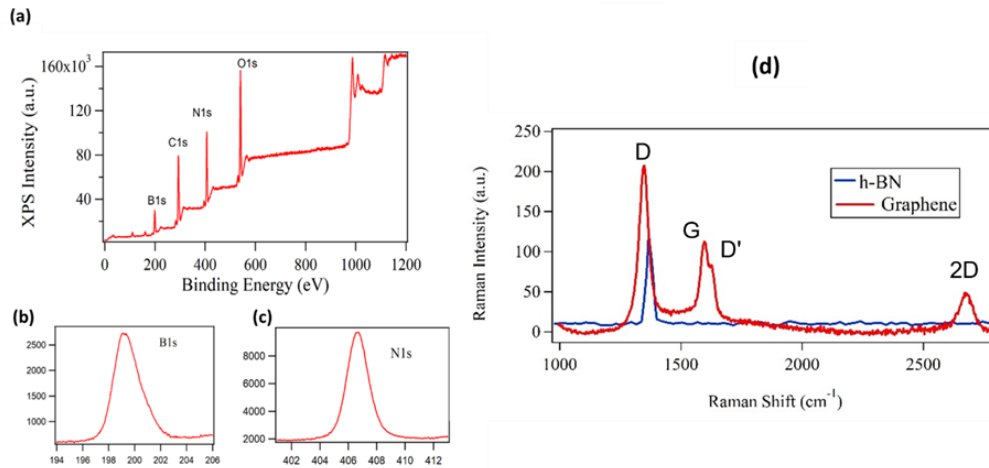 (a)
160x10³
120
80
40
XPS Intensity (a.u.)
B1s
C1s
N1s
O1s
0 200 400 600 800 1000 1200
Binding Energy (eV)
(b)
B1s
2500
2000
1500
1000
194 196 198 200 202 204 206
(c)
N1s
8000
6000
4000
2000
402 404 406 408 410 412
(d)
250
200
150
100
50
0
Raman Intensity (a.u.)
D
G
D'
2D
h-BN
Graphene
1000 1500 2000 2500
Raman Shift (cm⁻¹)